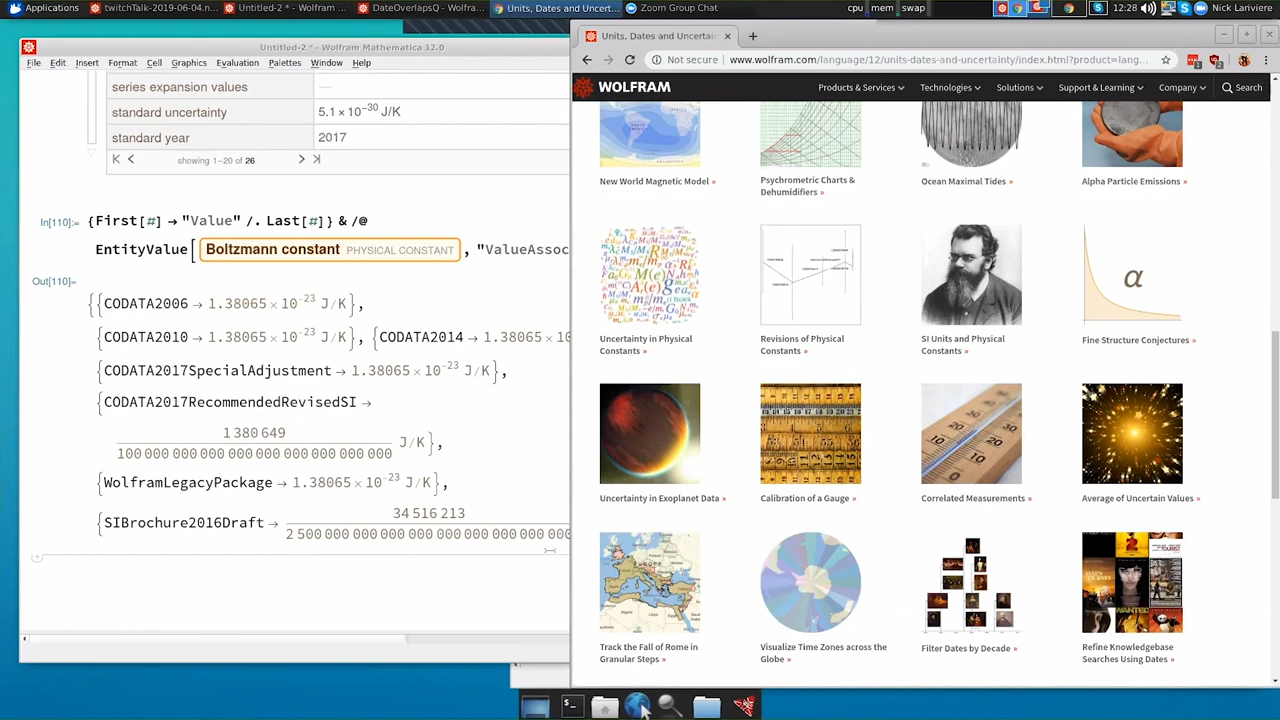 Applications
twitchTalk-2019-06-04.n...
Untitled-2 * - Wolfram ...
DateOverlapsQ - Wolfra...
Units, Dates and Uncert...
Zoom Group Chat
cpu mem swap
12:28
Nick Lariviere
Untitled-2 * - Wolfram Mathematica 12.0
File Edit Insert Format Cell Graphics Evaluation Palettes Window Help
series expansion values —
standard uncertainty 5.1×10⁻³⁰ J/K
standard year 2017
showing 1–20 of 26
In[110]:= {First[#] → "Value" /. Last[#]} & /@
EntityValue[ Boltzmann constant PHYSICAL CONSTANT , "ValueAssoc
Out[110]=
{{CODATA2006 → 1.38065×10⁻²³ J/K},
{CODATA2010 → 1.38065×10⁻²³ J/K}, {CODATA2014 → 1.38065×10
{CODATA2017SpecialAdjustment → 1.38065×10⁻²³ J/K},
{CODATA2017RecommendedRevisedSI →
1 380 649
100 000 000 000 000 000 000 000 000 000 J/K},
{WolframLegacyPackage → 1.38065×10⁻²³ J/K},
{SIBrochure2016Draft → 34 516 213
2 500 000 000 000 000 000 000 000 000 000
Units, Dates and Uncertain
Not secure www.wolfram.com/language/12/units-dates-and-uncertainty/index.html?product=lang...
WOLFRAM
Products & Services Technologies Solutions Support & Learning Company Search
New World Magnetic Model »
Psychrometric Charts &
Dehumidifiers »
Ocean Maximal Tides »
Alpha Particle Emissions »
α
Uncertainty in Physical
Constants »
Revisions of Physical
Constants »
SI Units and Physical
Constants »
Fine Structure Conjectures »
Uncertainty in Exoplanet Data »
Calibration of a Gauge »
Correlated Measurements »
Average of Uncertain Values »
Track the Fall of Rome in
Granular Steps »
Visualize Time Zones across the
Globe »
Filter Dates by Decade »
Refine Knowledgebase
Searches Using Dates »